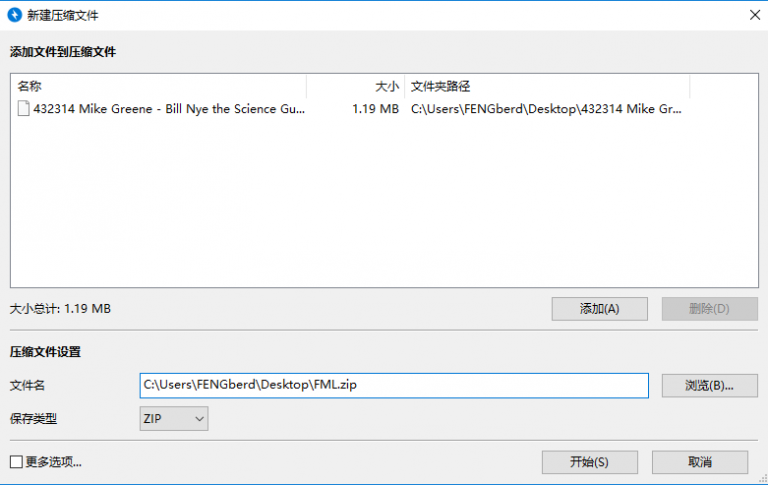 新建压缩文件
添加文件到压缩文件
名称 大小 文件夹路径
432314 Mike Greene - Bill Nye the Science Gu... 1.19 MB C:\Users\FENGberd\Desktop\432314 Mike Gr...
大小总计: 1.19 MB 添加(A) 删除(D)
压缩文件设置
文件名 C:\Users\FENGberd\Desktop\FML.zip 浏览(B)...
保存类型 ZIP
更多选项... 开始(S) 取消